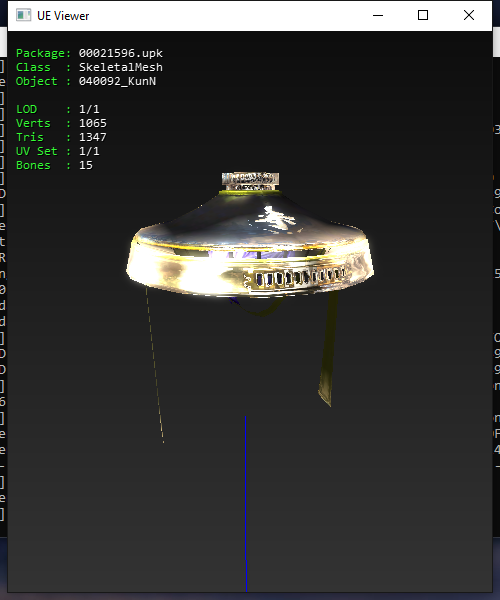 UE Viewer
Package: 00021596.upk
Class  : SkeletalMesh
Object : 040092_KunN
LOD    : 1/1
Verts  : 1065
Tris   : 1347
UV Set : 1/1
Bones  : 15